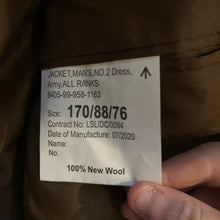 JACKET,MAN'S,NO.2 Dress,
Army,ALL RANKS
8405-99-958-1163
Size: 170/88/76
Contract No: LSL/DC/0084
Date of Manufacture: 07/2020
Name:
No:
100% New Wool